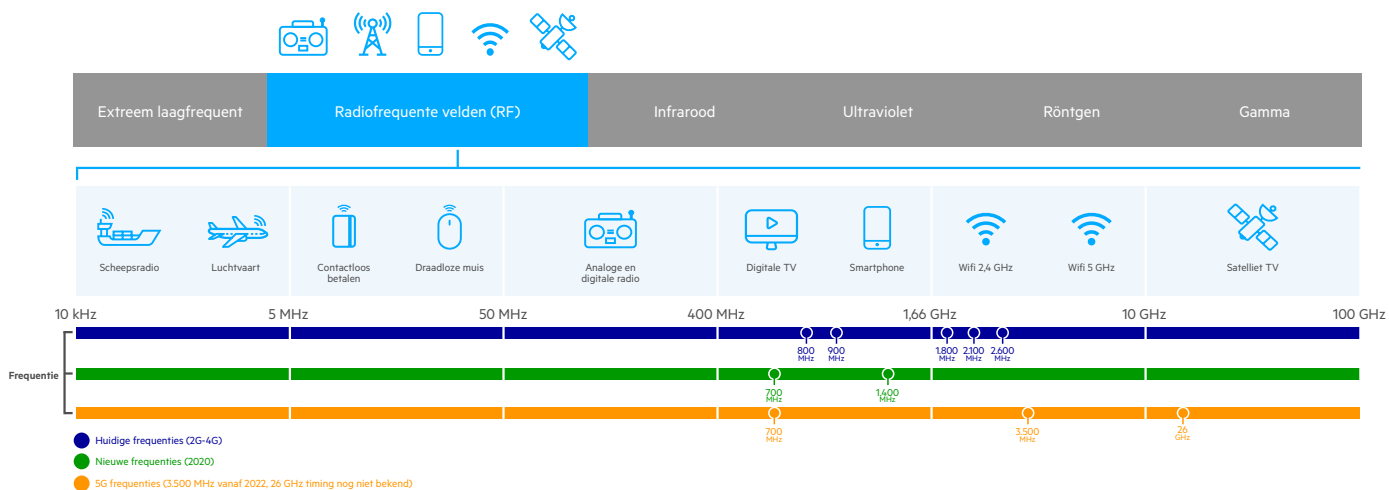 Extreem laagfrequent
Radiofrequente velden (RF)
Infrarood
Ultraviolet
Röntgen
Gamma
Scheepsradio
Luchtvaart
Contactloos
betalen
Draadloze muis
Analoge en
digitale radio
Digitale TV
Smartphone
Wifi 2,4 GHz
Wifi 5 GHz
Satelliet TV
10 kHz
5 MHz
50 MHz
400 MHz
1,66 GHz
10 GHz
100 GHz
Frequentie
800
MHz
900
MHz
1.800
MHz
2.100
MHz
2.600
MHz
700
MHz
1.400
MHz
700
MHz
3.500
MHz
26
GHz
Huidige frequenties (2G-4G)
Nieuwe frequenties (2020)
5G frequenties (3.500 MHz vanaf 2022, 26 GHz timing nog niet bekend)